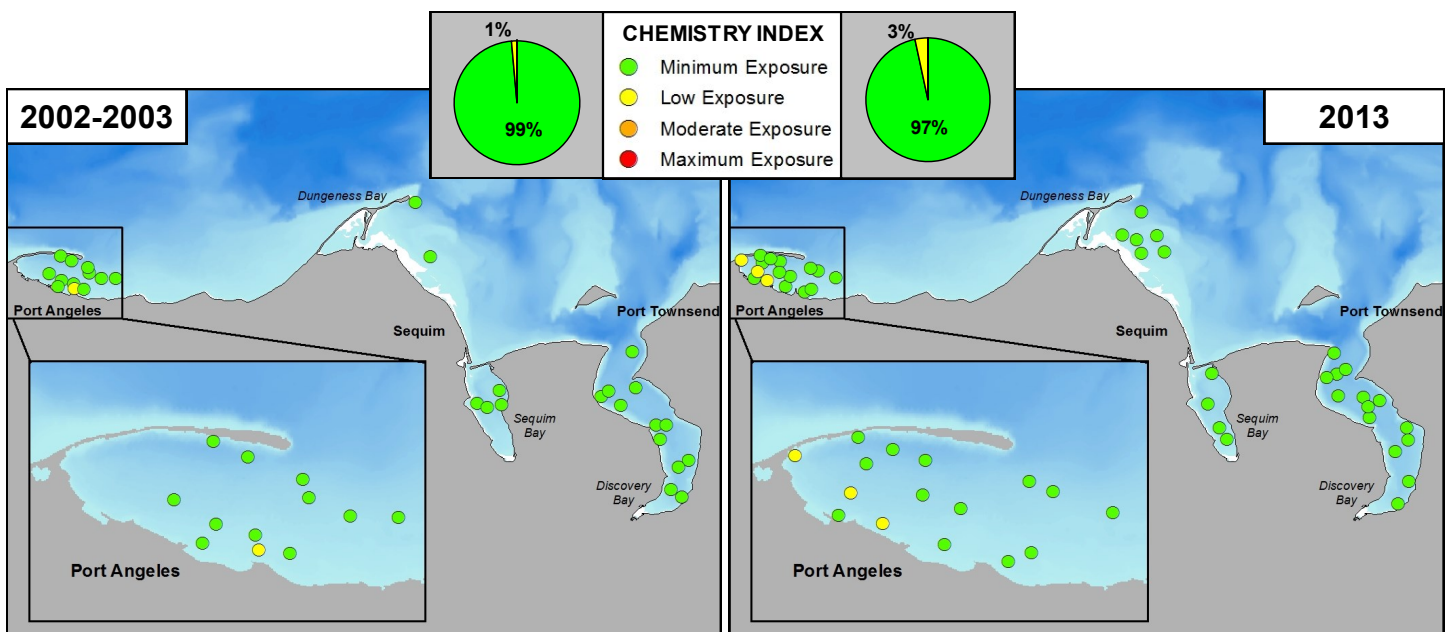 1%
99%
CHEMISTRY INDEX
Minimum Exposure
Low Exposure
Moderate Exposure
Maximum Exposure
3%
97%
2002-2003
Dungeness Bay
Port Angeles
Sequim
Port Townsend
Sequim
Bay
Discovery
Bay
Port Angeles
2013
Dungeness Bay
Port Angeles
Sequim
Port Townsend
Sequim
Bay
Discovery
Bay
Port Angeles